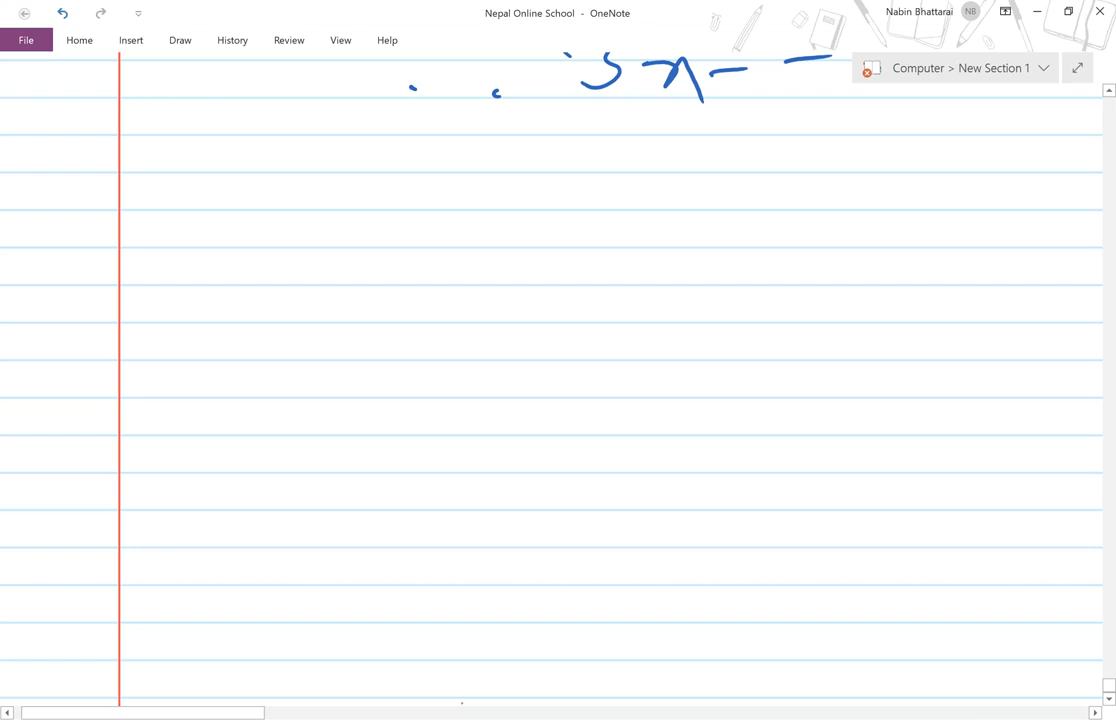 Nepal Online School - OneNote
Nabin Bhattarai NB
File Home Insert Draw History Review View Help
Computer > New Section 1